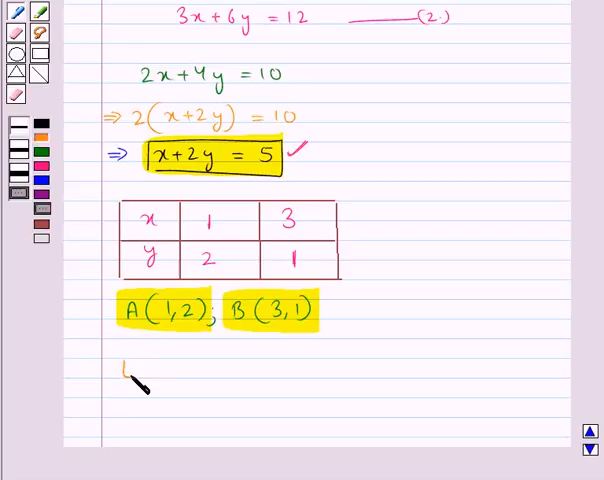 3x+6y = 12 ——— (2.)
2x+4y = 10
⇒ 2(x+2y) = 10
⇒ x+2y = 5 ✓
x 1 3
y 2 1
A(1,2); B(3,1)